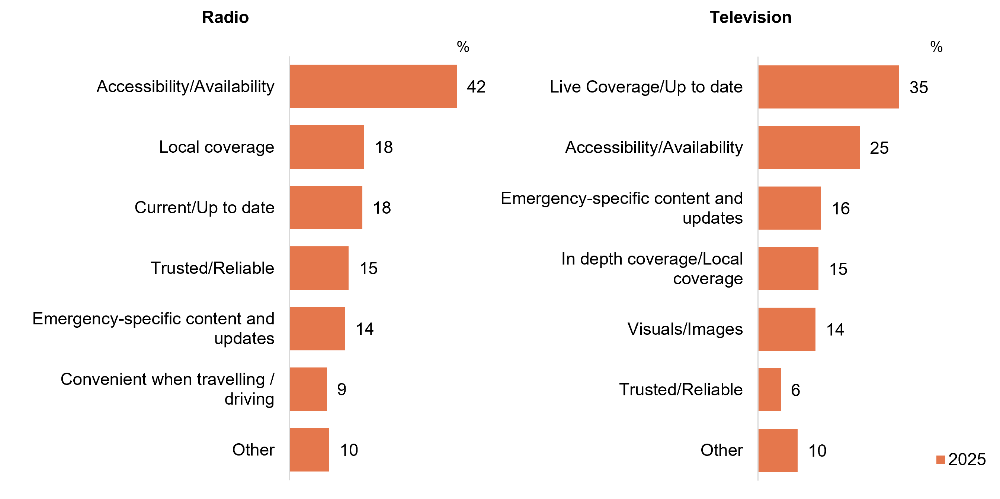 Radio
%
Accessibility/Availability
42
Local coverage
18
Current/Up to date
18
Trusted/Reliable
15
Emergency-specific content and
updates
14
Convenient when travelling /
driving
9
Other
10
Television
%
Live Coverage/Up to date
35
Accessibility/Availability
25
Emergency-specific content and
updates
16
In depth coverage/Local
coverage
15
Visuals/Images
14
Trusted/Reliable
6
Other
10
2025